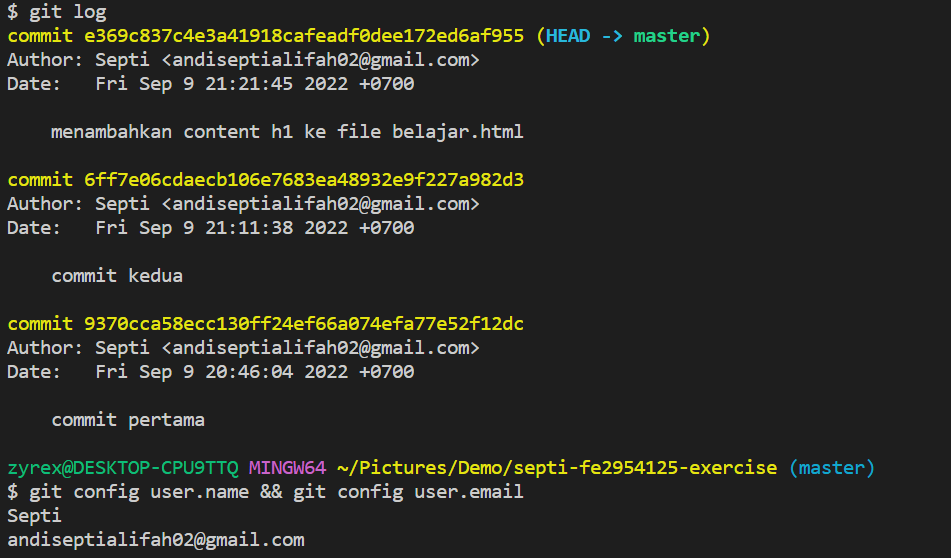 $ git log
commit e369c837c4e3a41918cafeadf0dee172ed6af955 (HEAD -> master)
Author: Septi <andiseptialifah02@gmail.com>
Date:   Fri Sep 9 21:21:45 2022 +0700
    menambahkan content h1 ke file belajar.html
commit 6ff7e06cdaecb106e7683ea48932e9f227a982d3
Author: Septi <andiseptialifah02@gmail.com>
Date:   Fri Sep 9 21:11:38 2022 +0700
    commit kedua
commit 9370cca58ecc130ff24ef66a074efa77e52f12dc
Author: Septi <andiseptialifah02@gmail.com>
Date:   Fri Sep 9 20:46:04 2022 +0700
    commit pertama
zyrex@DESKTOP-CPU9TTQ MINGW64 ~/Pictures/Demo/septi-fe2954125-exercise (master)
$ git config user.name && git config user.email
Septi
andiseptialifah02@gmail.com